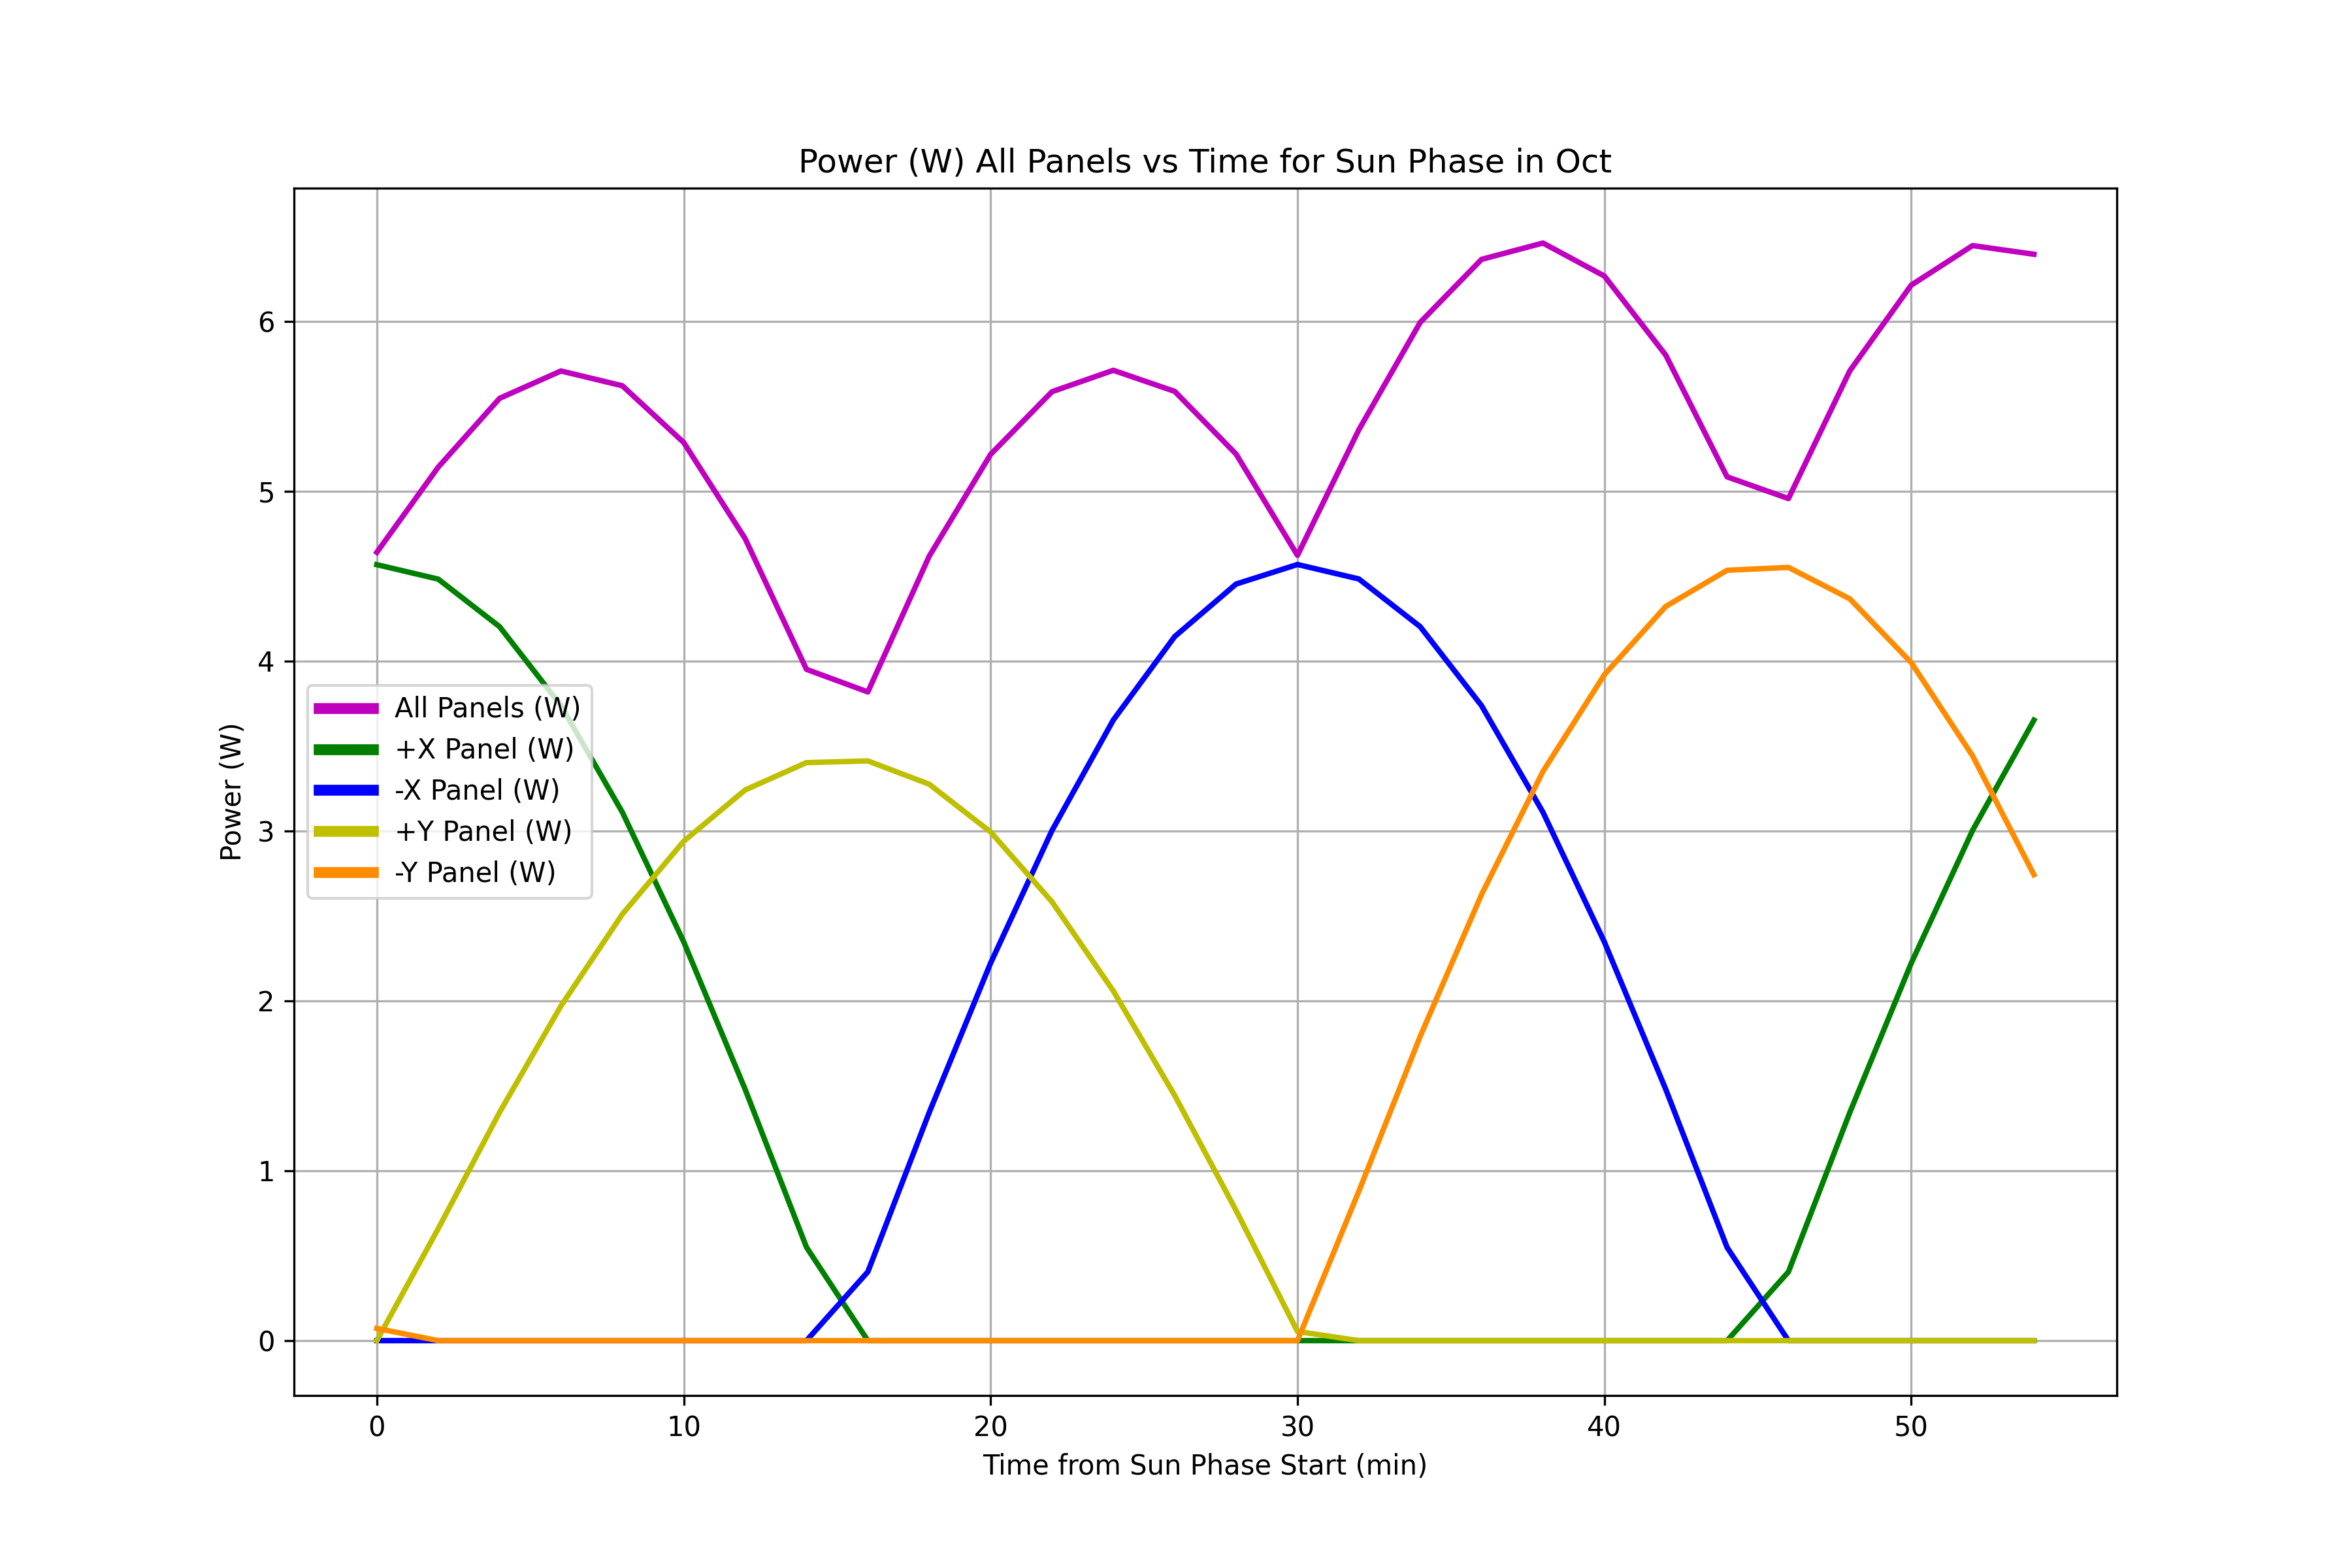 Power (W) All Panels vs Time for Sun Phase in Oct
Power (W)
6
5
4
3
2
1
0
All Panels (W)
+X Panel (W)
-X Panel (W)
+Y Panel (W)
-Y Panel (W)
0 10 20 30 40 50
Time from Sun Phase Start (min)